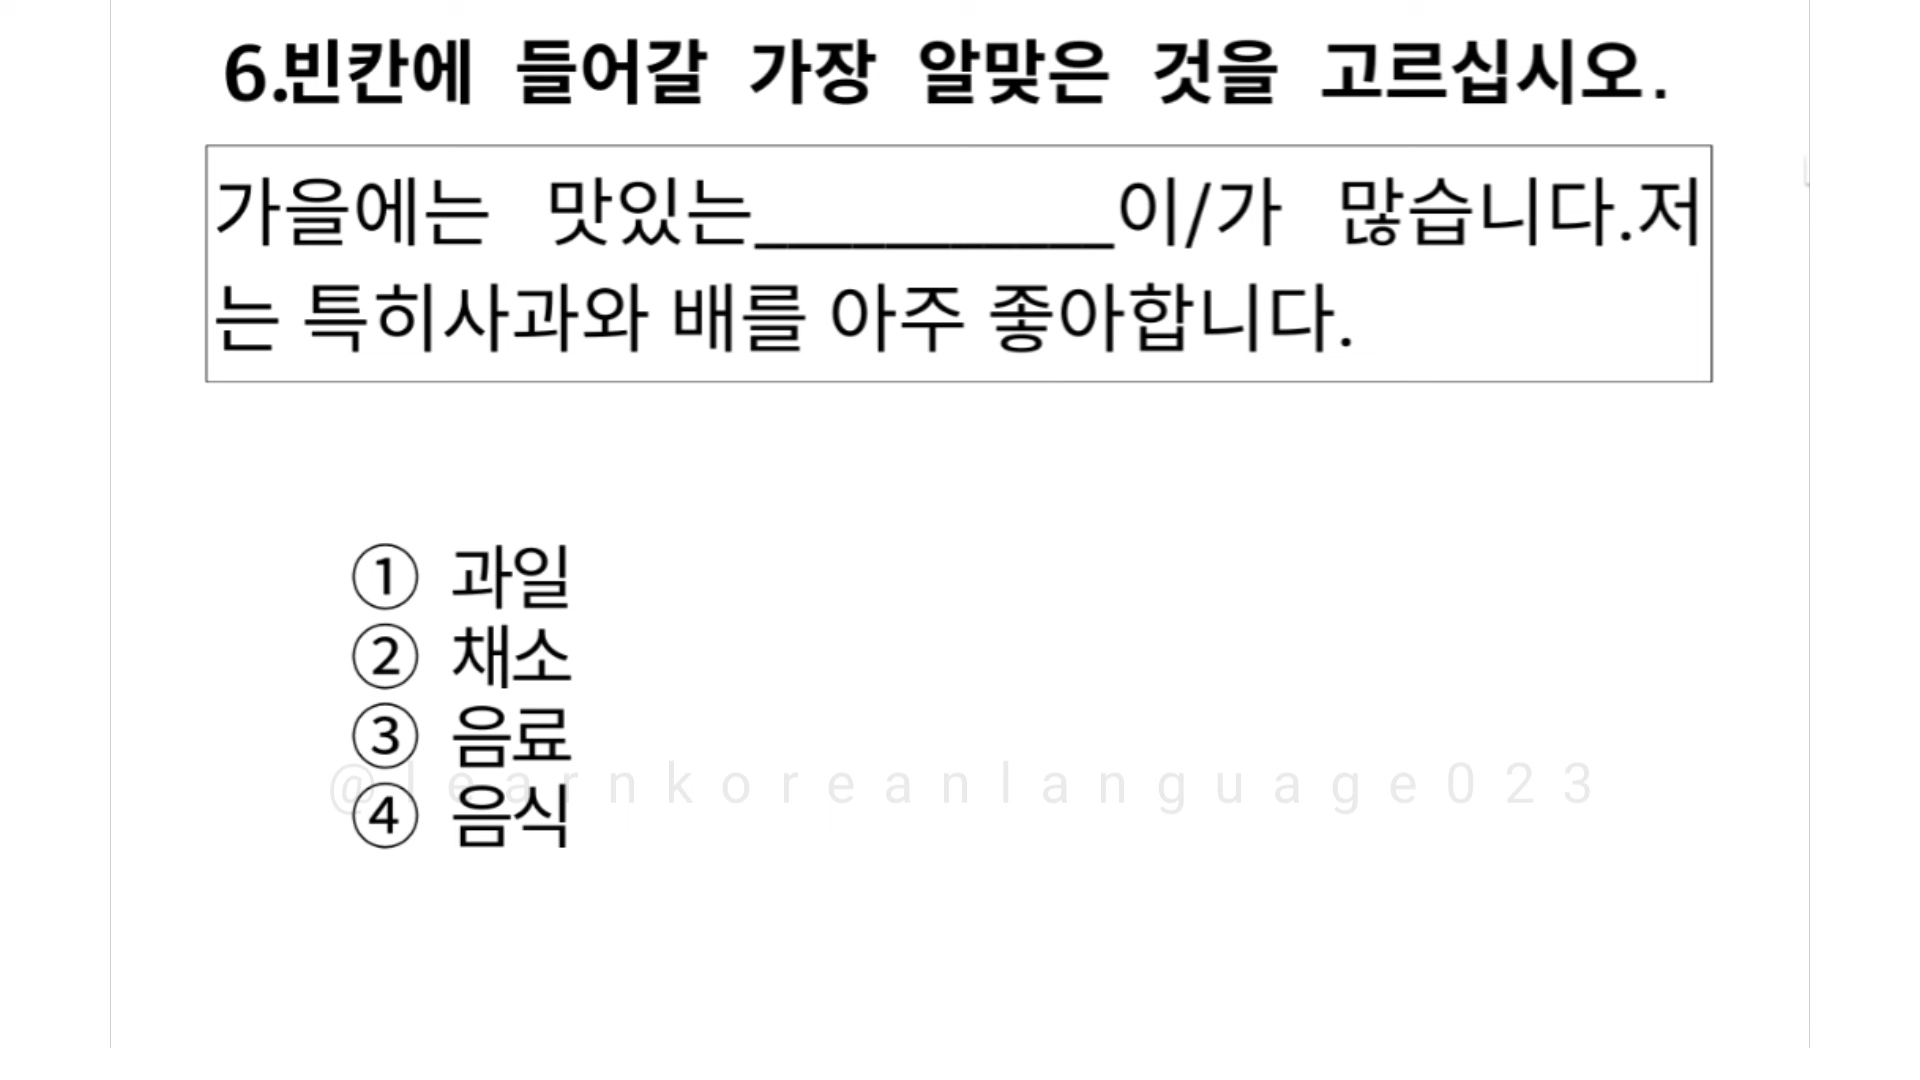 6.빈칸에 들어갈 가장 알맞은 것을 고르십시오.
가을에는 맛있는___________이/가 많습니다.저
는 특히사과와 배를 아주 좋아합니다.
① 과일
② 채소
③ 음료
@learnkoreanlanguage023
④ 음식